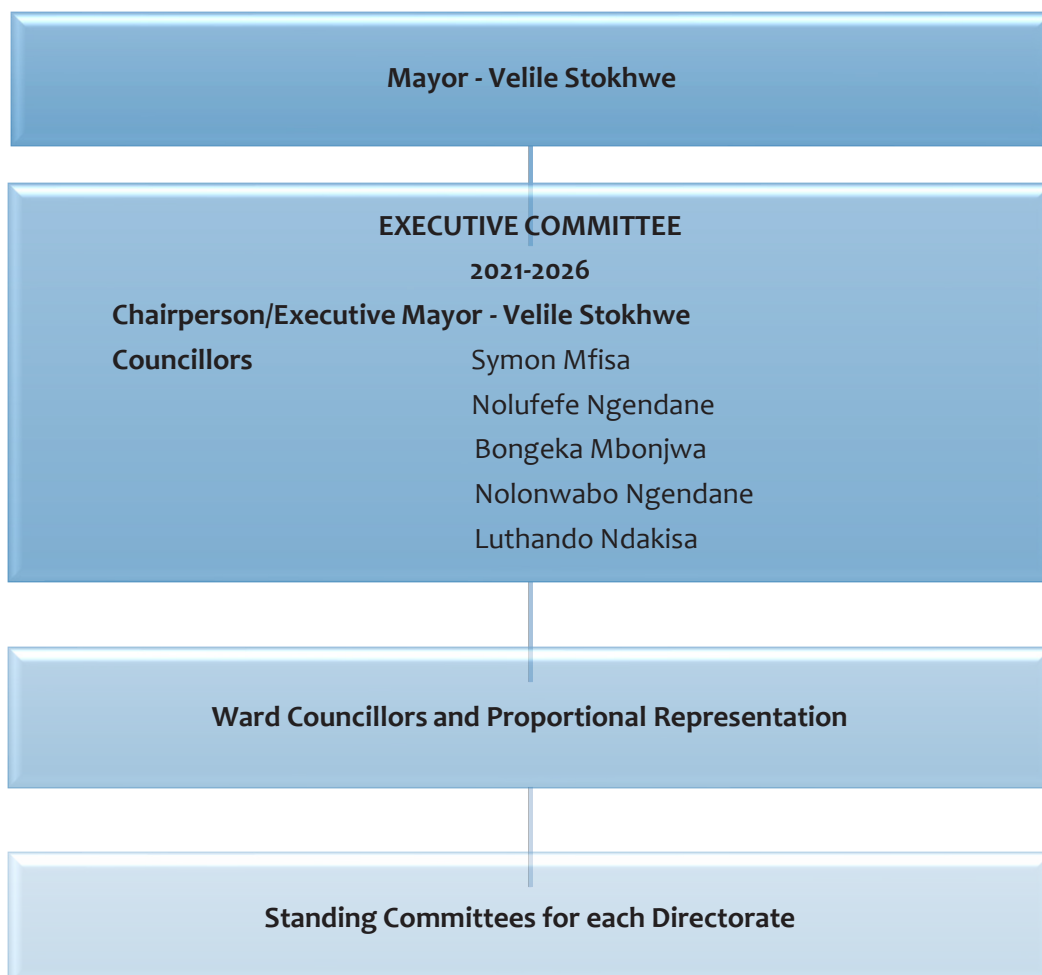 Mayor - Velile Stokhwe
EXECUTIVE COMMITTEE
2021-2026
Chairperson/Executive Mayor - Velile Stokhwe
Councillors Symon Mfisa
Nolufefe Ngendane
Bongeka Mbonjwa
Nolonwabo Ngendane
Luthando Ndakisa
Ward Councillors and Proportional Representation
Standing Committees for each Directorate